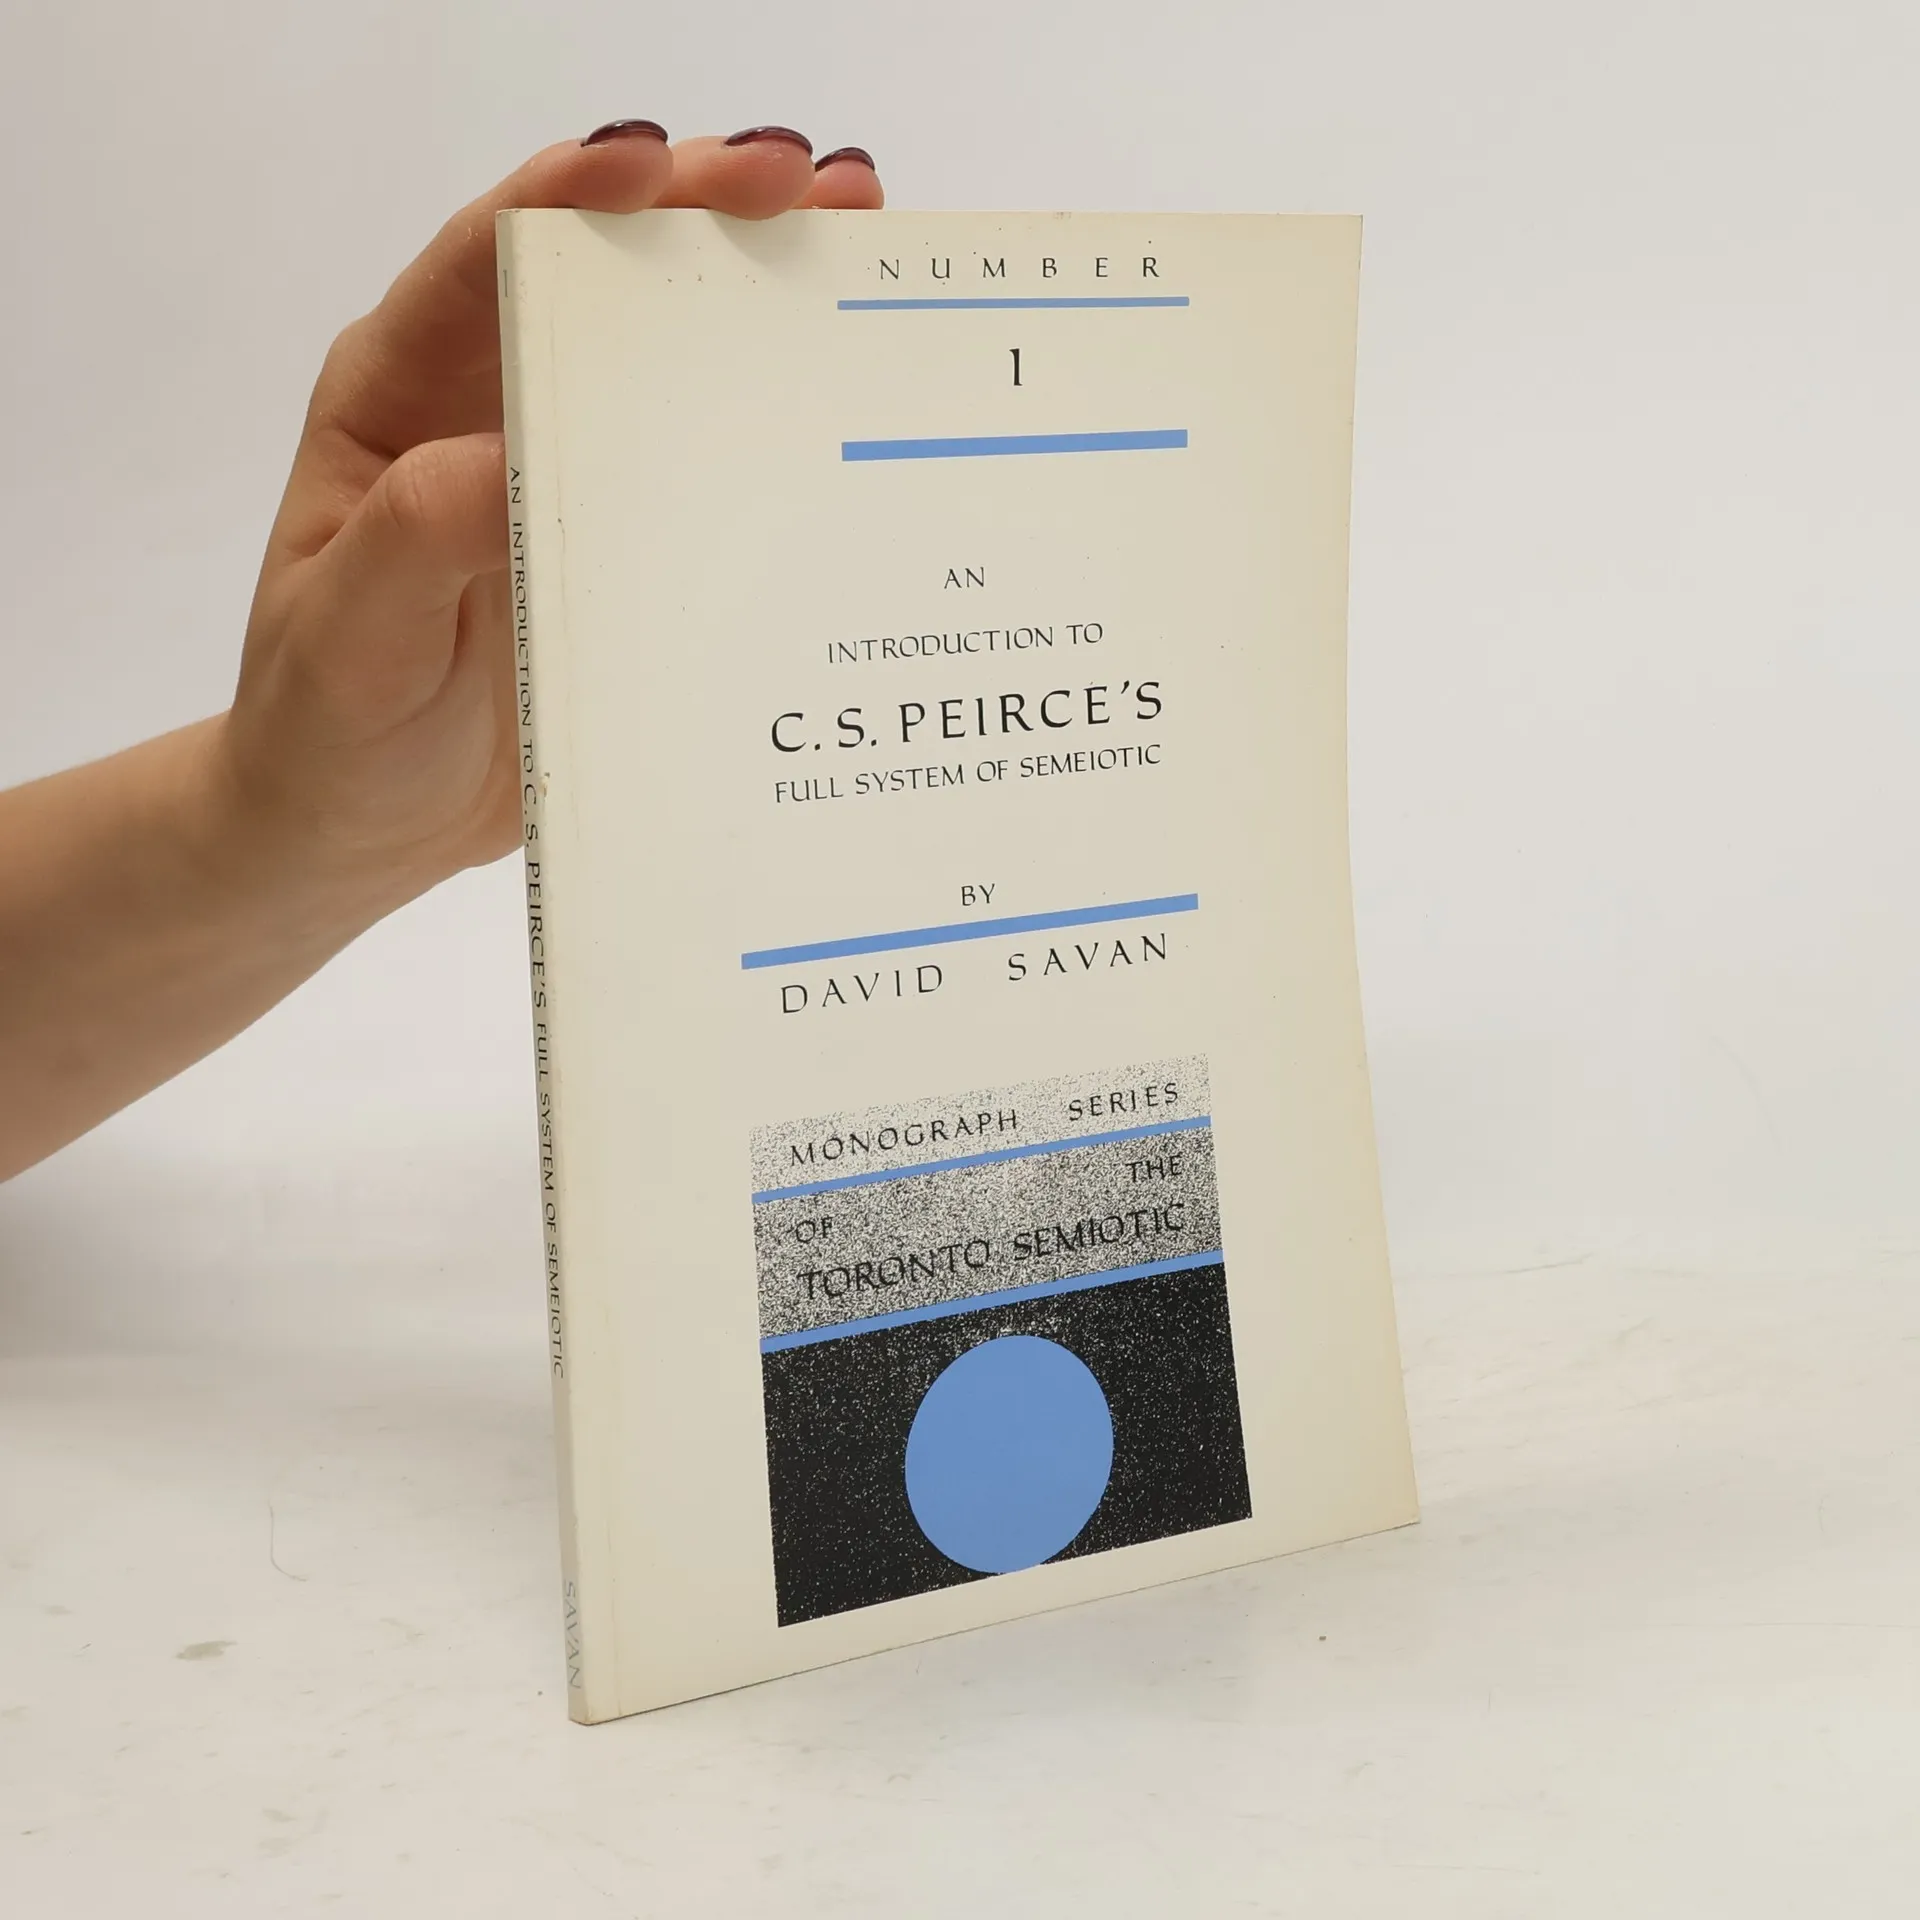 NUMBER
1
AN
INTRODUCTION TO
C. S. PEIRCE'S
FULL SYSTEM OF SEMEIOTIC
BY
DAVID SAVAN
MONOGRAPH SERIES
OF THE
TORONTO SEMIOTIC
1
AN INTRODUCTION TO C. S. PEIRCE'S FULL SYSTEM OF SEMEIOTIC
SAVAN